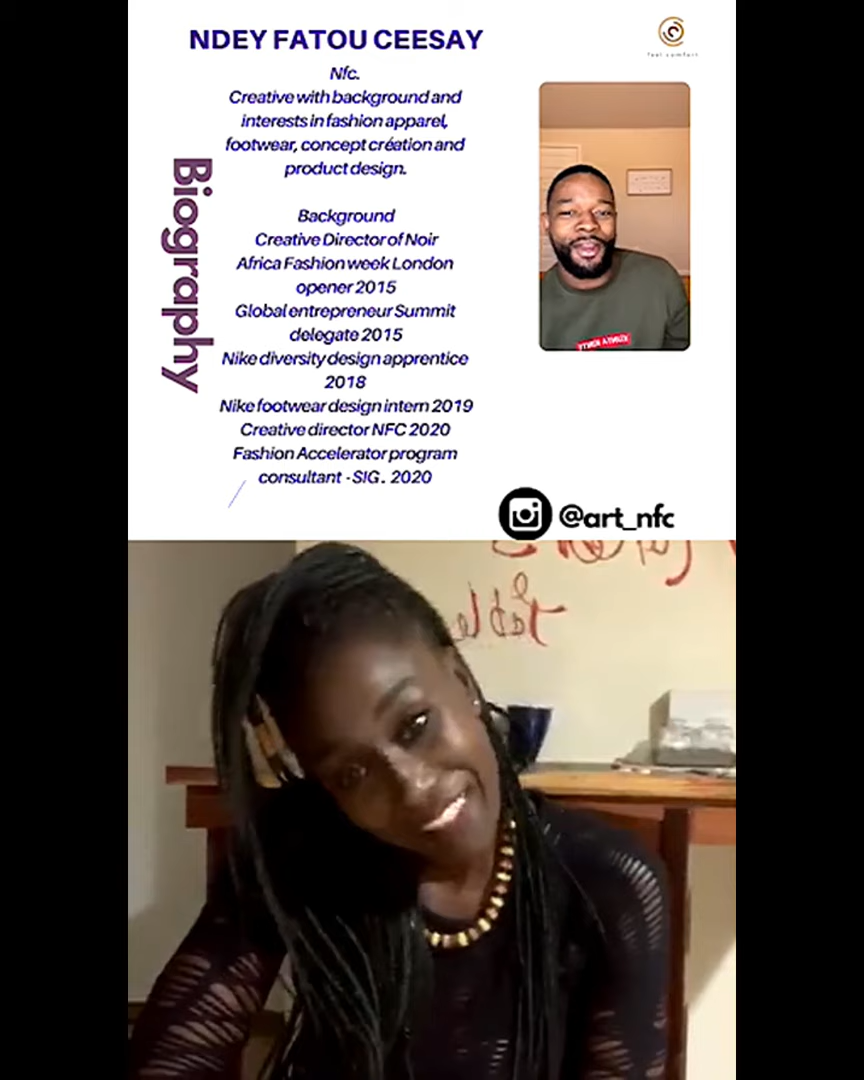 NDEY FATOU CEESAY
feel comfort
Nfc.
Creative with background and
interests in fashion apparel,
footwear, concept création and
product design.
Biography
Background
Creative Director of Noir
Africa Fashion week London
opener 2015
Global entrepreneur Summit
delegate 2015
Nike diversity design apprentice
2018
Nike footwear design intern 2019
Creative director NFC 2020
Fashion Accelerator program
consultant - SIG. 2020
@art_nfc